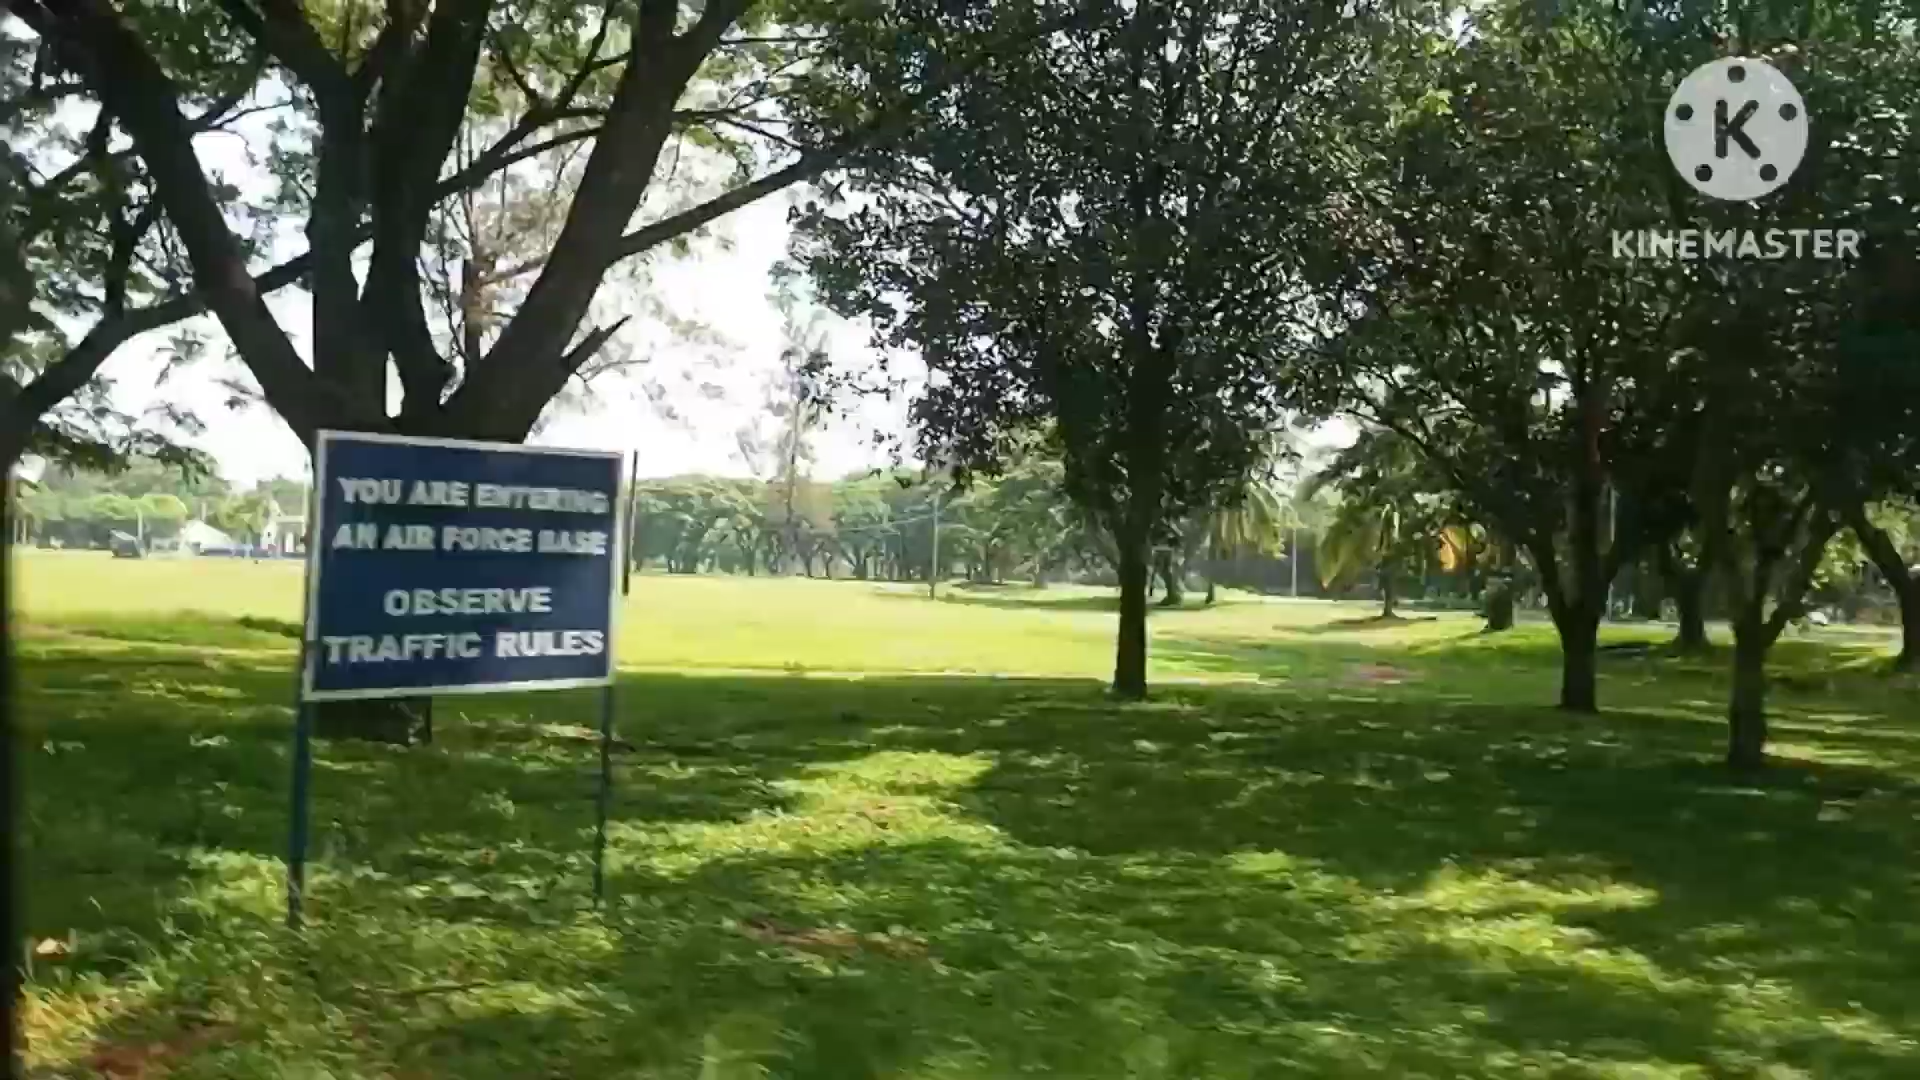 YOU ARE ENTERING
AN AIR FORCE BASE
OBSERVE
TRAFFIC RULES
K
KINEMASTER